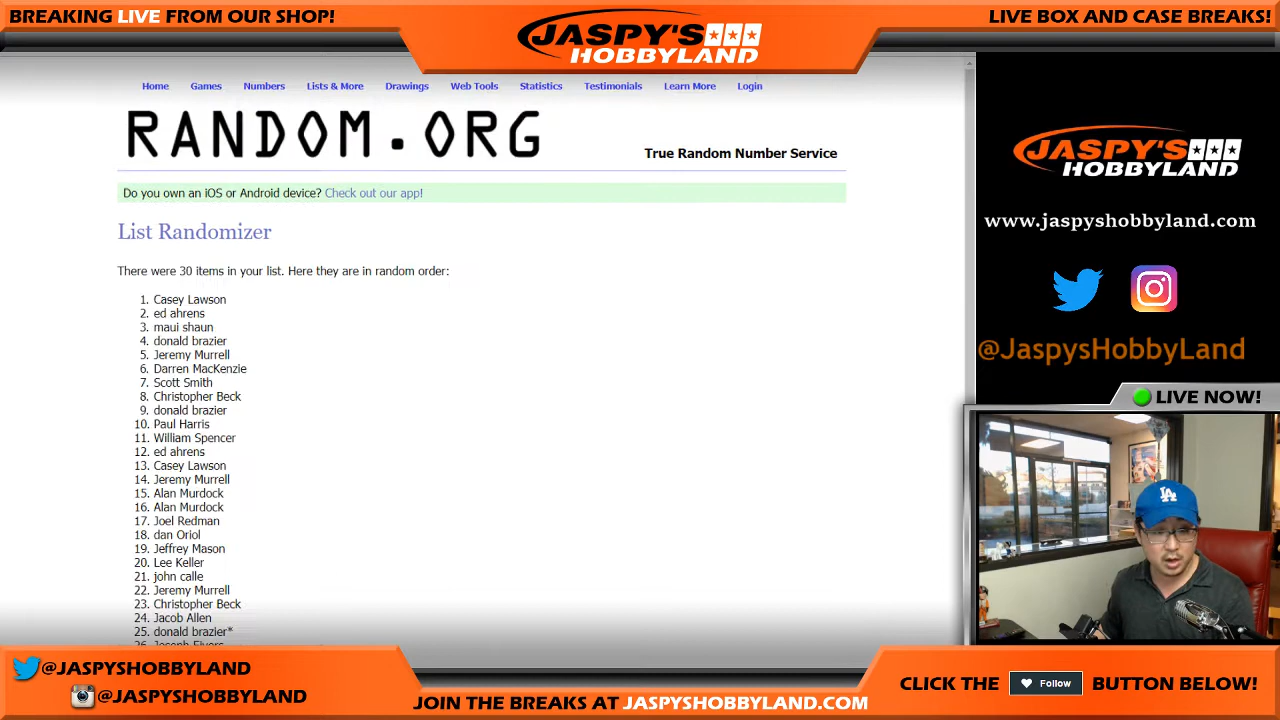 BREAKING LIVE FROM OUR SHOP!
JASPY'S
HOBBYLAND
LIVE BOX AND CASE BREAKS!
Home Games Numbers Lists & More Drawings Web Tools Statistics Testimonials Learn More Login
RANDOM.ORG
True Random Number Service
Do you own an iOS or Android device? Check out our app!
List Randomizer
There were 30 items in your list. Here they are in random order:
1. Casey Lawson
2. ed ahrens
3. maui shaun
4. donald brazier
5. Jeremy Murrell
6. Darren MacKenzie
7. Scott Smith
8. Christopher Beck
9. donald brazier
10. Paul Harris
11. William Spencer
12. ed ahrens
13. Casey Lawson
14. Jeremy Murrell
15. Alan Murdock
16. Alan Murdock
17. Joel Redman
18. dan Oriol
19. Jeffrey Mason
20. Lee Keller
21. john calle
22. Jeremy Murrell
23. Christopher Beck
24. Jacob Allen
25. donald brazier*
JASPY'S
HOBBYLAND
www.jaspyshobbyland.com
@JaspysHobbyLand
LIVE NOW!
LA
@JASPYSHOBBYLAND
@JASPYSHOBBYLAND
JOIN THE BREAKS AT JASPYSHOBBYLAND.COM
CLICK THE Follow BUTTON BELOW!